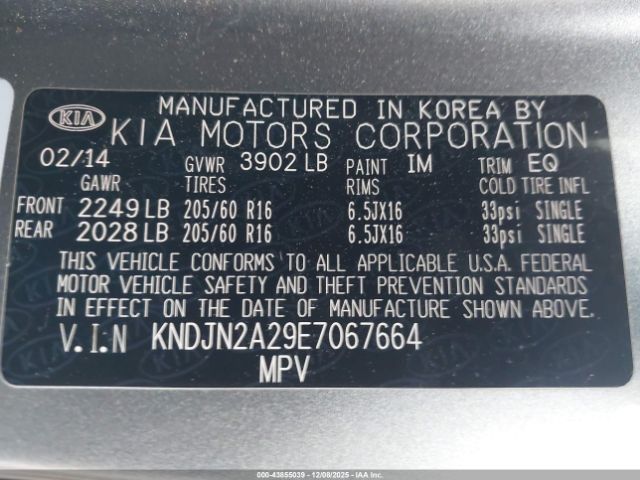 KIA MANUFACTURED IN KOREA BY
KIA MOTORS CORPORATION
02/14 GVWR 3902 LB PAINT IM TRIM EQ
GAWR TIRES RIMS COLD TIRE INFL
FRONT 2249 LB 205/60 R16 6.5JX16 33psi SINGLE
REAR 2028 LB 205/60 R16 6.5JX16 33psi SINGLE
THIS VEHICLE CONFORMS TO ALL APPLICABLE U.S.A. FEDERAL
MOTOR VEHICLE SAFETY AND THEFT PREVENTION STANDARDS
IN EFFECT ON THE DATE OF MANUFACTURE SHOWN ABOVE.
V.I.N KNDJN2A29E7067664
MPV
000-43855039 - 12/08/2025 - IAAI.CA